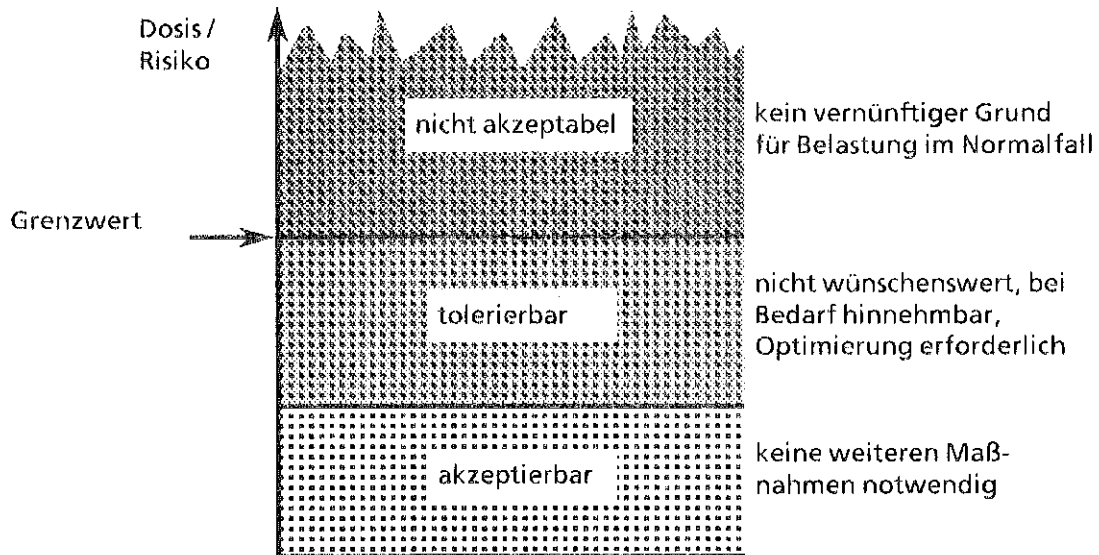 Dosis /
Risiko
nicht akzeptabel
kein vernünftiger Grund
für Belastung im Normalfall
Grenzwert
tolerierbar
nicht wünschenswert, bei
Bedarf hinnehmbar,
Optimierung erforderlich
akzeptierbar
keine weiteren Maß-
nahmen notwendig